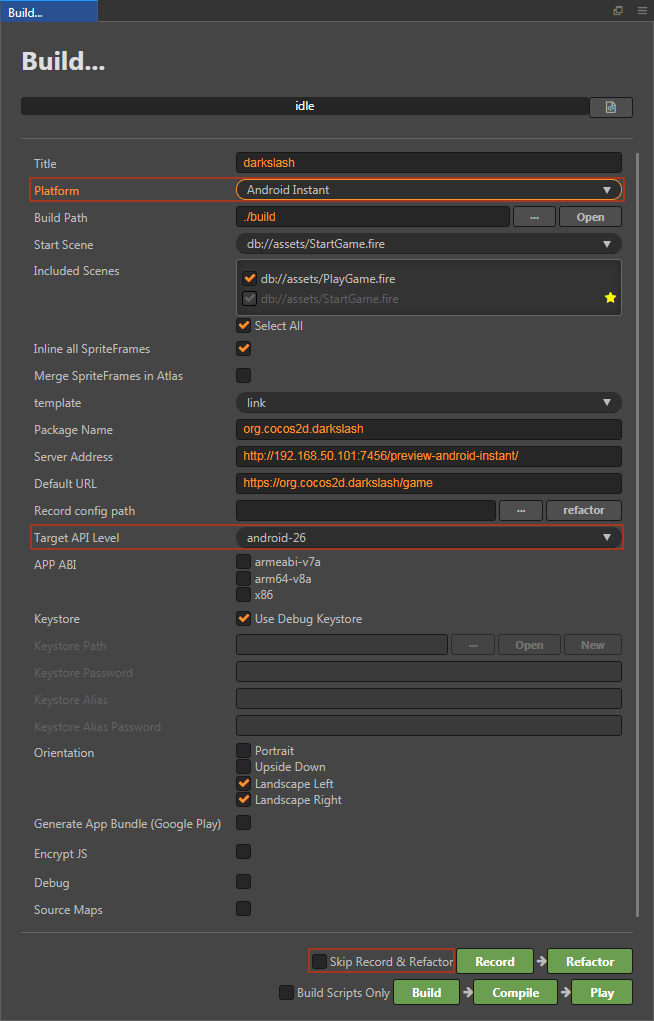 Build...
Build...
idle
Title darkslash
Platform Android Instant
Build Path ./build ... Open
Start Scene db://assets/StartGame.fire
Included Scenes db://assets/PlayGame.fire
db://assets/StartGame.fire
Select All
Inline all SpriteFrames
Merge SpriteFrames in Atlas
template link
Package Name org.cocos2d.darkslash
Server Address http://192.168.50.101:7456/preview-android-instant/
Default URL https://org.cocos2d.darkslash/game
Record config path ... refactor
Target API Level android-26
APP ABI armeabi-v7a
arm64-v8a
x86
Keystore Use Debug Keystore
Keystore Path ... Open New
Keystore Password
Keystore Alias
Keystore Alias Password
Orientation Portrait
Upside Down
Landscape Left
Landscape Right
Generate App Bundle (Google Play)
Encrypt JS
Debug
Source Maps
Skip Record & Refactor Record Refactor
Build Scripts Only Build Compile Play